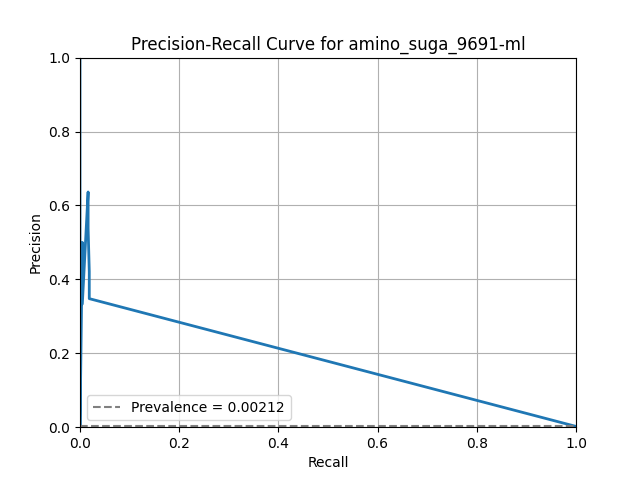 Precision-Recall Curve for amino_suga_9691-ml
1.0
0.8
0.6
0.4
0.2
0.0
Precision
Prevalence = 0.00212
0.0 0.2 0.4 0.6 0.8 1.0
Recall